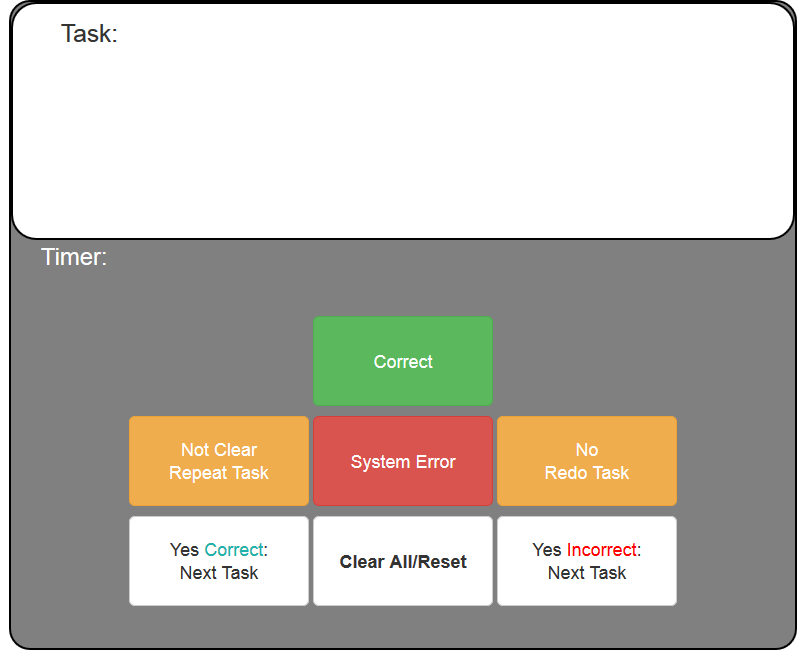 Task:
Timer:
Correct
Not Clear
Repeat Task
System Error
No
Redo Task
Yes Correct:
Next Task
Clear All/Reset
Yes Incorrect:
Next Task